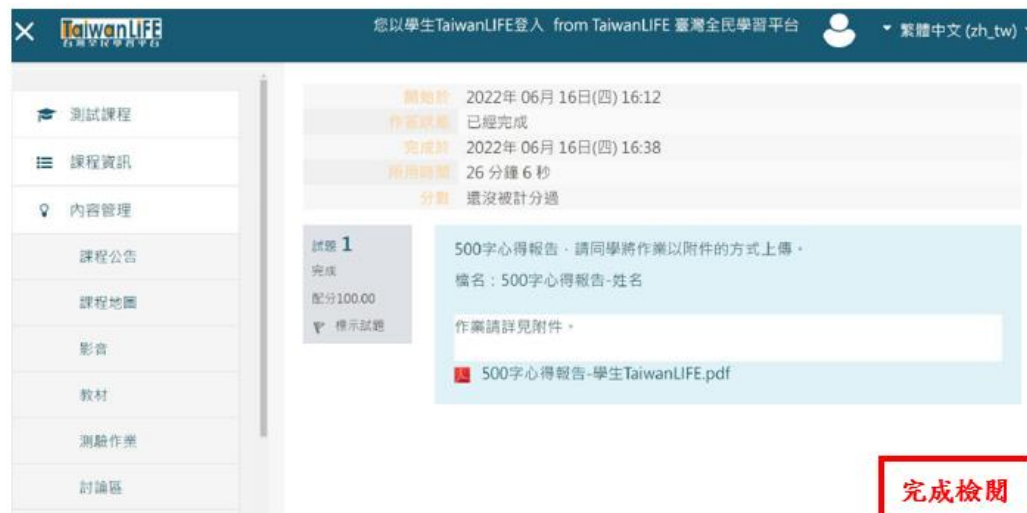 TaiwanLIFE
台灣全民學習平台
您以學生TaiwanLIFE登入 from TaiwanLIFE 臺灣全民學習平台
繁體中文 (zh_tw)
測試課程
課程資訊
內容管理
課程公告
課程地圖
影音
教材
測驗作業
討論區
開始於 2022年 06月 16日(四) 16:12
作答狀態 已經完成
完成於 2022年 06月 16日(四) 16:38
所用時間 26 分鐘 6 秒
分數 還沒被計分過
試題 1
完成
配分100.00
標示試題
500字心得報告，請同學將作業以附件的方式上傳。
檔名：500字心得報告-姓名
作業請詳見附件。
500字心得報告-學生TaiwanLIFE.pdf
完成檢閱